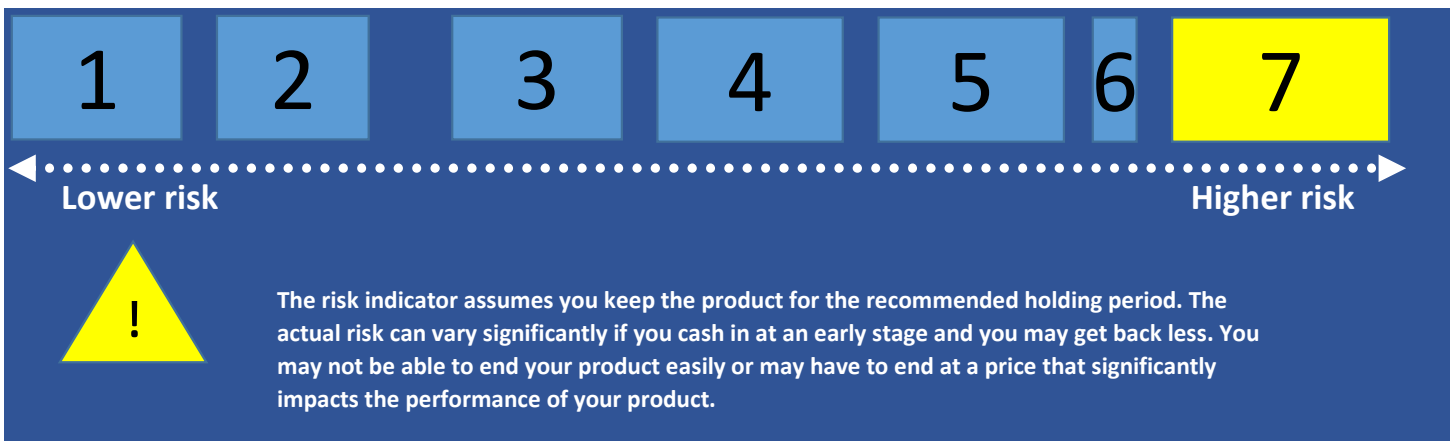 1 2 3 4 5 6 7
Lower risk Higher risk
!
The risk indicator assumes you keep the product for the recommended holding period. The
actual risk can vary significantly if you cash in at an early stage and you may get back less. You
may not be able to end your product easily or may have to end at a price that significantly
impacts the performance of your product.